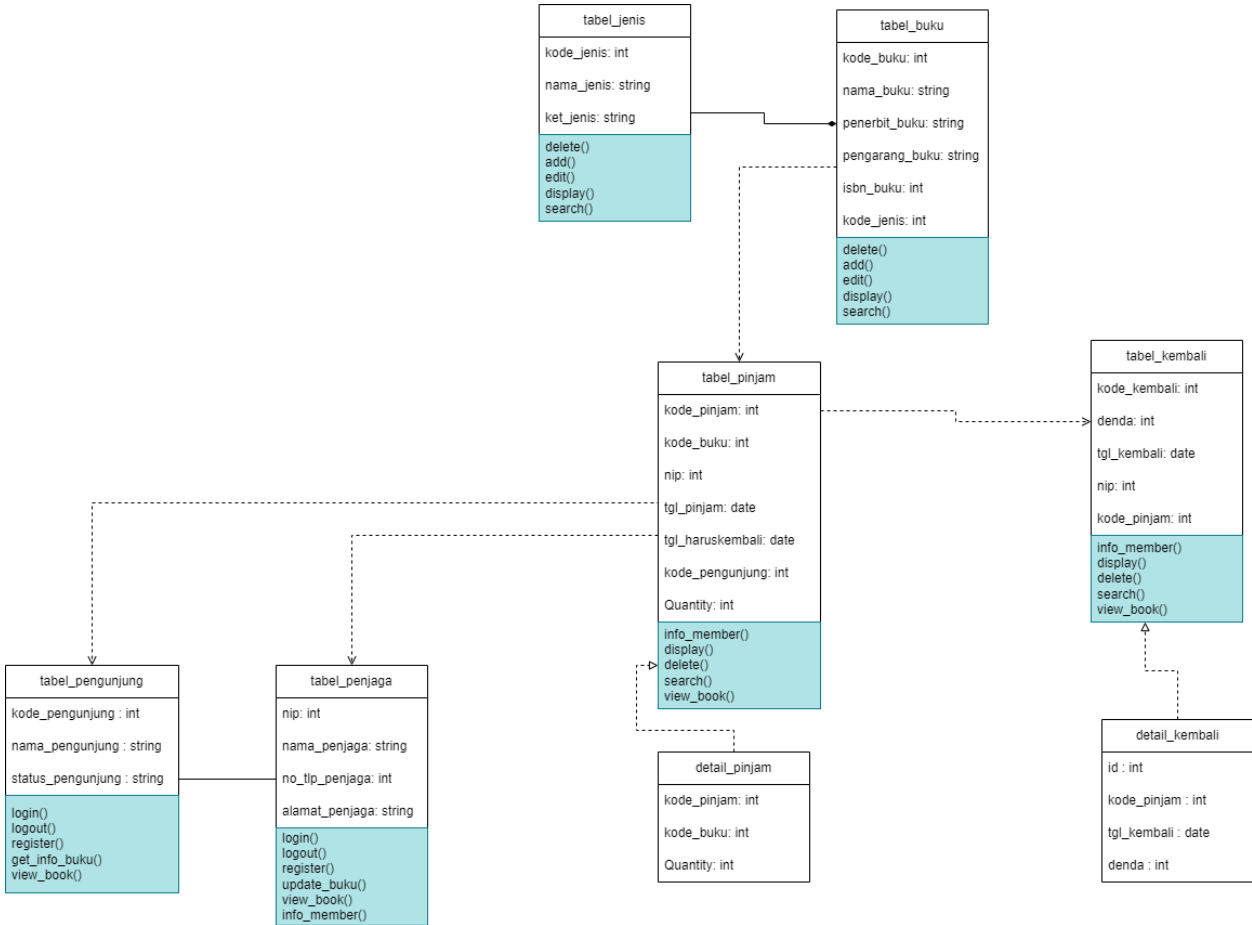 tabel_jenis
kode_jenis: int
nama_jenis: string
ket_jenis: string
delete()
add()
edit()
display()
search()
tabel_buku
kode_buku: int
nama_buku: string
penerbit_buku: string
pengarang_buku: string
isbn_buku: int
kode_jenis: int
delete()
add()
edit()
display()
search()
tabel_pinjam
kode_pinjam: int
kode_buku: int
nip: int
tgl_pinjam: date
tgl_haruskembali: date
kode_pengunjung: int
Quantity: int
info_member()
display()
delete()
search()
view_book()
tabel_kembali
kode_kembali: int
denda: int
tgl_kembali: date
nip: int
kode_pinjam: int
info_member()
display()
delete()
search()
view_book()
tabel_pengunjung
kode_pengunjung : int
nama_pengunjung : string
status_pengunjung : string
login()
logout()
register()
get_info_buku()
view_book()
tabel_penjaga
nip: int
nama_penjaga: string
no_tlp_penjaga: int
alamat_penjaga: string
login()
logout()
register()
update_buku()
view_book()
info_member()
detail_pinjam
kode_pinjam: int
kode_buku: int
Quantity: int
detail_kembali
id : int
kode_pinjam : int
tgl_kembali : date
denda : int